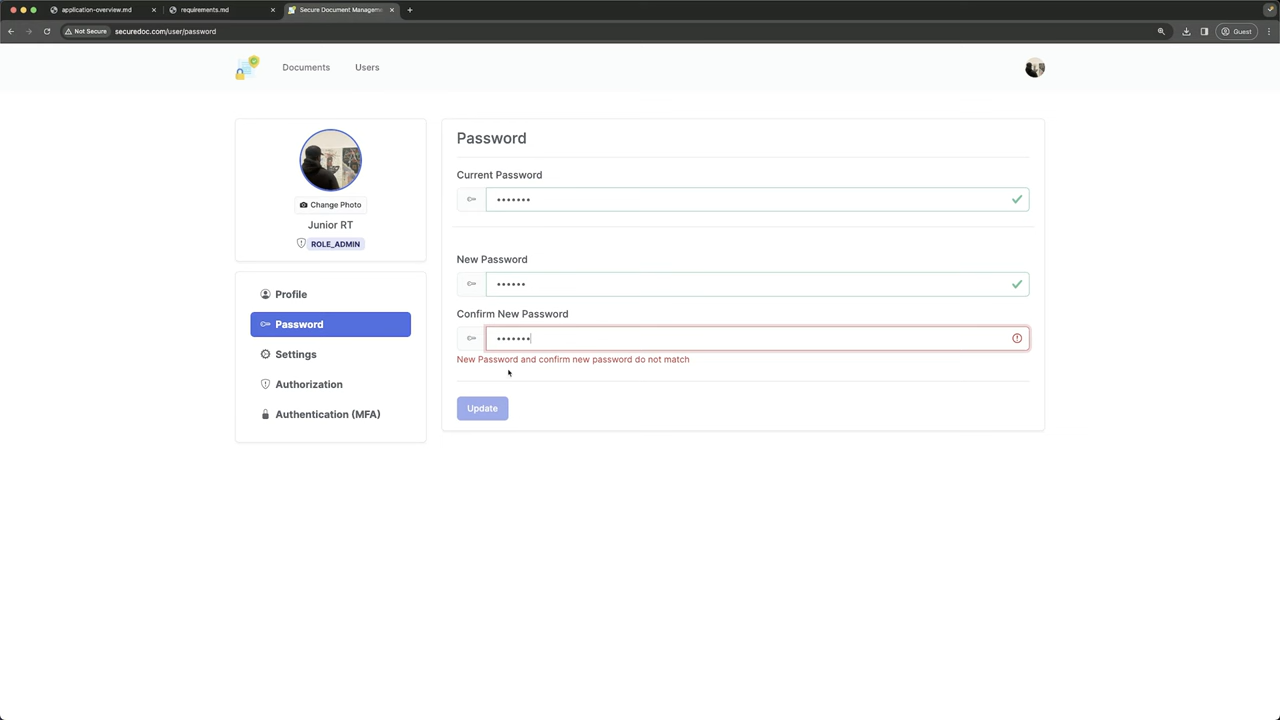 application-overview.md
requirements.md
Secure Document Managem
Not Secure
securedoc.com/user/password
Guest
Documents
Users
Change Photo
Junior RT
ROLE_ADMIN
Profile
Password
Settings
Authorization
Authentication (MFA)
Password
Current Password
•••••••
New Password
••••••
Confirm New Password
•••••••
New Password and confirm new password do not match
Update